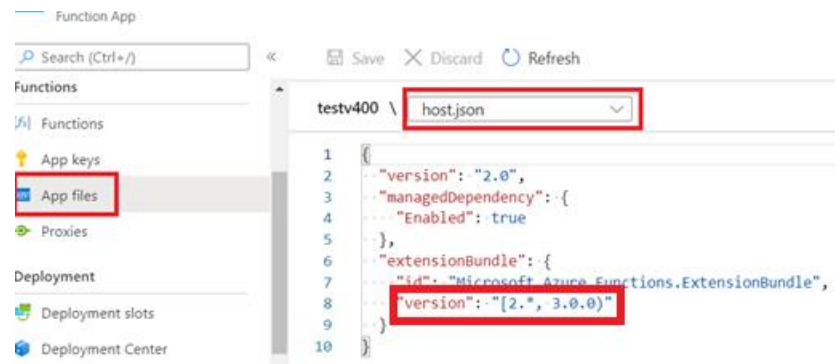 Function App
Search (Ctrl+/)
«
Save Discard Refresh
Functions
Functions
App keys
App files
Proxies
Deployment
Deployment slots
Deployment Center
testv400 \ host.json
1 {
2 "version": "2.0",
3 "managedDependency": {
4 "Enabled": true
5 },
6 "extensionBundle": {
7 "id": "Microsoft.Azure.Functions.ExtensionBundle",
8 "version": "[2.*, 3.0.0)"
9 }
10 }